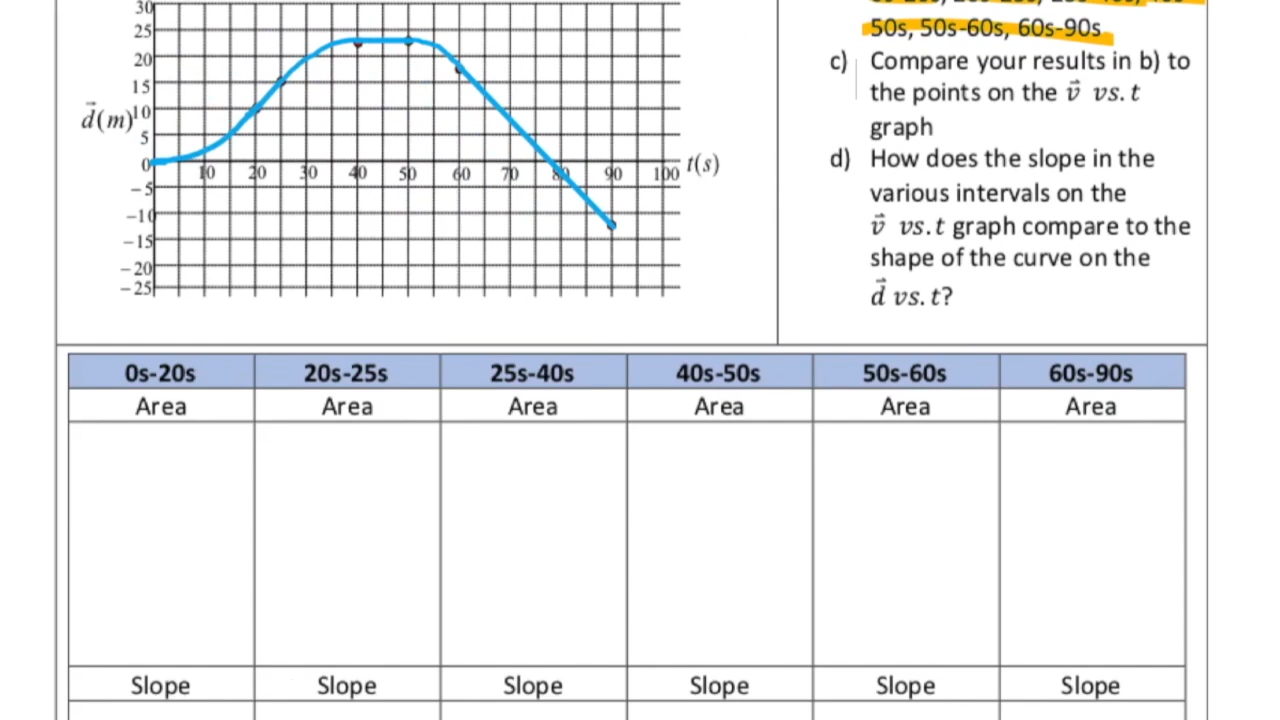 50s, 50s-60s, 60s-90s
c) Compare your results in b) to
the points on the v⃗ vs. t
graph
d) How does the slope in the
various intervals on the
v⃗ vs. t graph compare to the
shape of the curve on the
d⃗ vs. t?
30
25
20
15
d⃗(m) 10
5
0
10 20 30 40 50 60 70 80 90 100 t(s)
−5
−10
−15
−20
−25
0s-20s 20s-25s 25s-40s 40s-50s 50s-60s 60s-90s
Area Area Area Area Area Area
Slope Slope Slope Slope Slope Slope